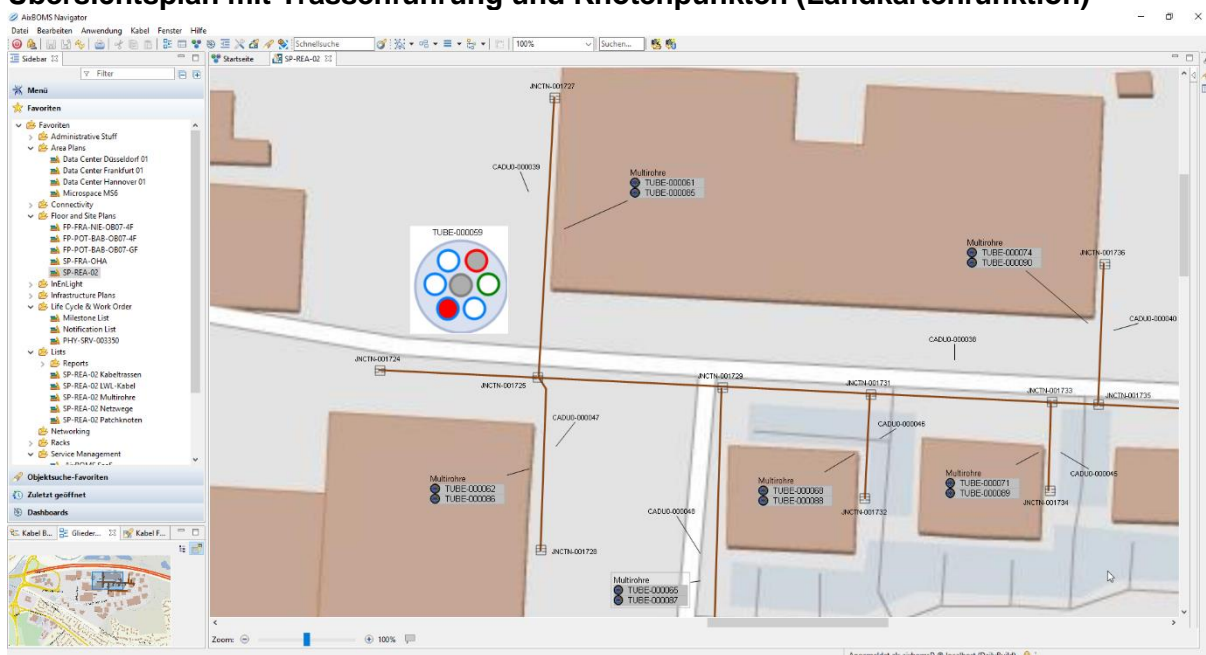 Übersichtsplan mit Trassenführung und Knotenpunkten (Landkartenfunktion)
AixBOMS Navigator
Datei Bearbeiten Anwendung Kabel Fenster Hilfe
Schnellsuche
100%
Suchen...
Sidebar
Startseite
SP-REA-02
Filter
Menü
Favoriten
Favoriten
Administrative Stuff
Area Plans
Data Center Düsseldorf 01
Data Center Frankfurt 01
Data Center Hannover 01
Microspace M56
Connectivity
Floor and Site Plans
FP-FRA-NIE-OB07-4F
FP-POT-BAB-OB07-4F
FP-POT-BAB-OB07-GF
SP-FRA-OHA
SP-REA-02
InEnLight
Infrastructure Plans
Life Cycle & Work Order
Milestone List
Notification List
PHY-SRV-003350
Lists
Reports
SP-REA-02 Kabeltrassen
SP-REA-02 LWL-Kabel
SP-REA-02 Multirohre
SP-REA-02 Netzwege
SP-REA-02 Patchknoten
Networking
Racks
Service Management
Objektsuche-Favoriten
Zuletzt geöffnet
Dashboards
Kabel B...
Glieder...
Kabel F...
JNCTN-001727
CADU0-000039
Multirohre
TUBE-000061
TUBE-000085
TUBE-000059
Multirohre
TUBE-000074
TUBE-000090
JNCTN-001736
CADU0-000040
CADU0-000038
JNCTN-001724
JNCTN-001725
JNCTN-001729
JNCTN-001731
JNCTN-001733
JNCTN-001735
CADU0-000047
CADU0-000046
CADU0-000045
Multirohre
TUBE-000062
TUBE-000086
Multirohre
TUBE-000068
TUBE-000088
Multirohre
TUBE-000071
TUBE-000089
JNCTN-001732
JNCTN-001734
CADU0-000048
JNCTN-001728
Multirohre
TUBE-000065
TUBE-000087
Zoom:
100%